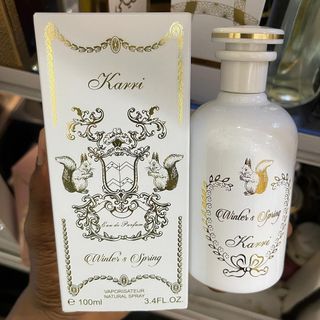 Karri
Eau de Parfum
Winter's Spring
VAPORISATEUR
NATURAL SPRAY
℮ 100ml 3.4FL.OZ.
Winter's Spring
Karri